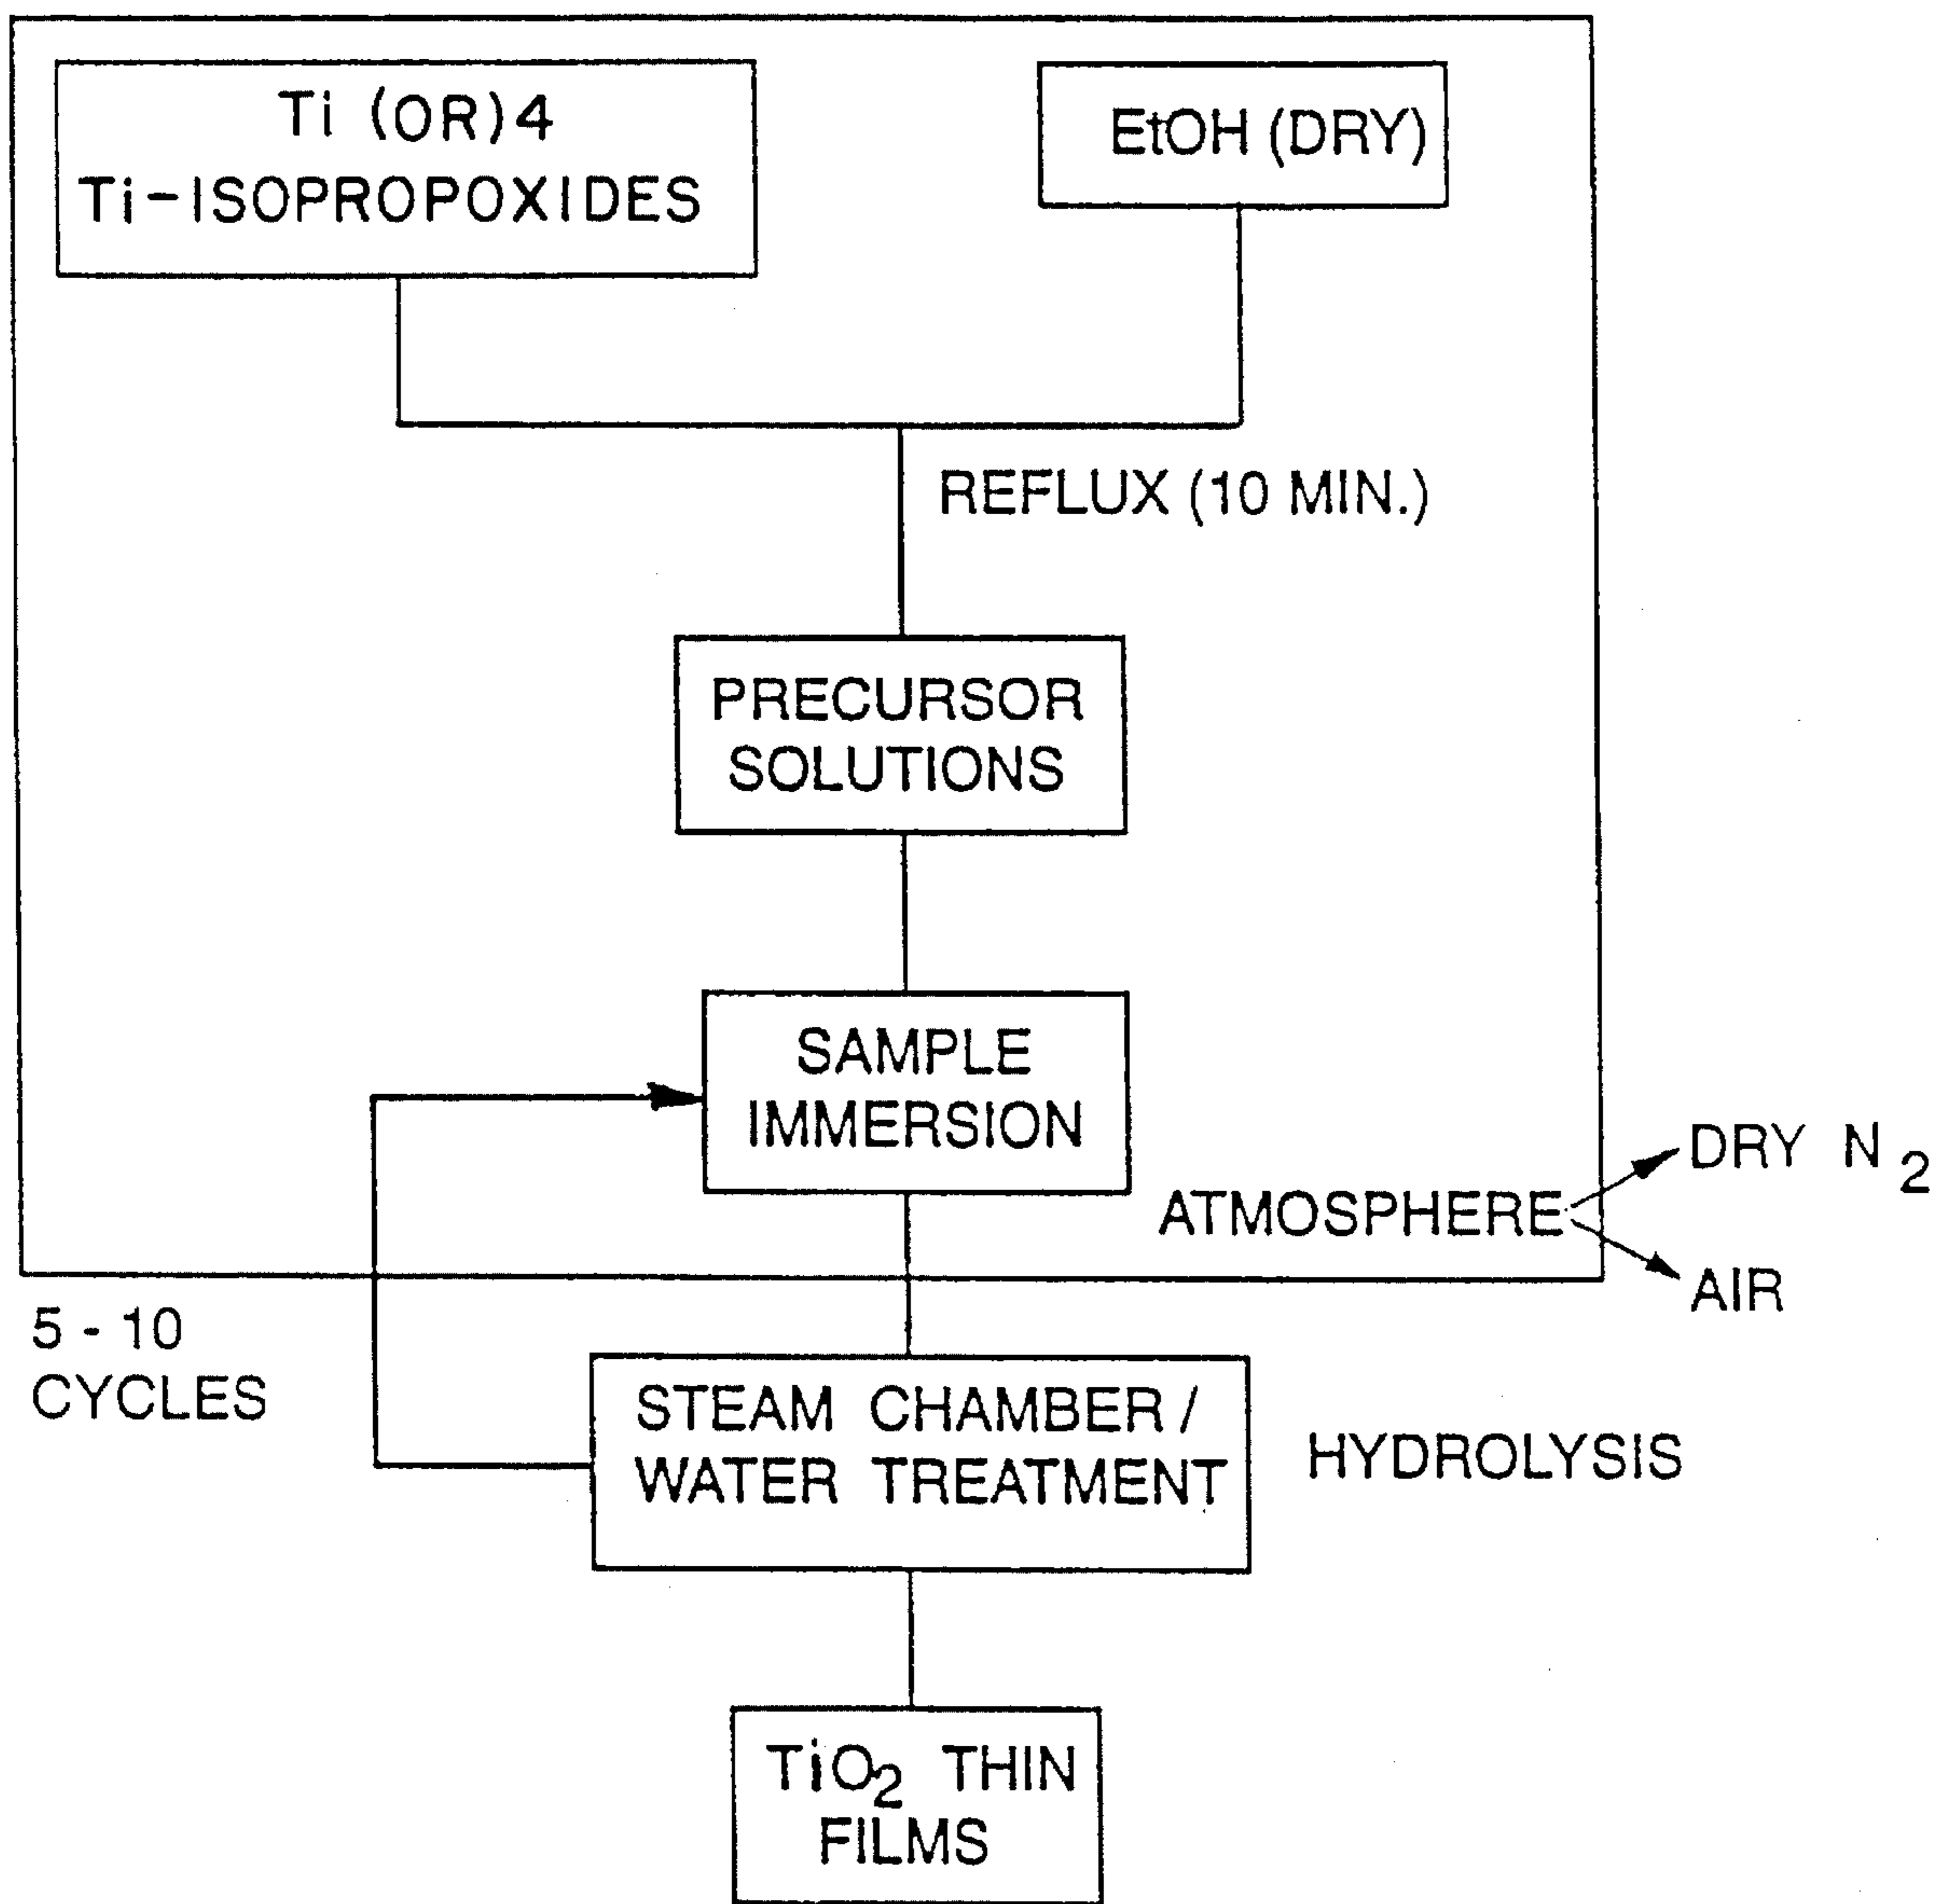 Ti (OR)4
Ti-ISOPROPOXIDES
EtOH (DRY)
REFLUX (10 MIN.)
PRECURSOR
SOLUTIONS
SAMPLE
IMMERSION
ATMOSPHERE
DRY N2
AIR
5 - 10
CYCLES
STEAM CHAMBER /
WATER TREATMENT
HYDROLYSIS
TiO2 THIN
FILMS